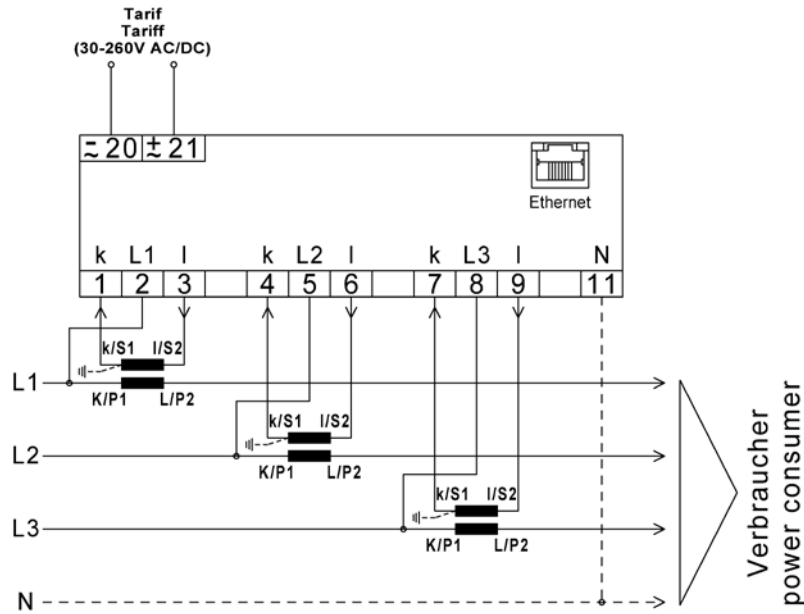 Tarif
Tariff
(30-260V AC/DC)
≂ 20 ± ∼ 21
Ethernet
k L1 l k L2 l k L3 l N
1 2 3 4 5 6 7 8 9 11
k/S1 l/S2
L1
K/P1 L/P2
k/S1 l/S2
L2
K/P1 L/P2
k/S1 l/S2
L3
K/P1 L/P2
N
Verbraucher
power consumer